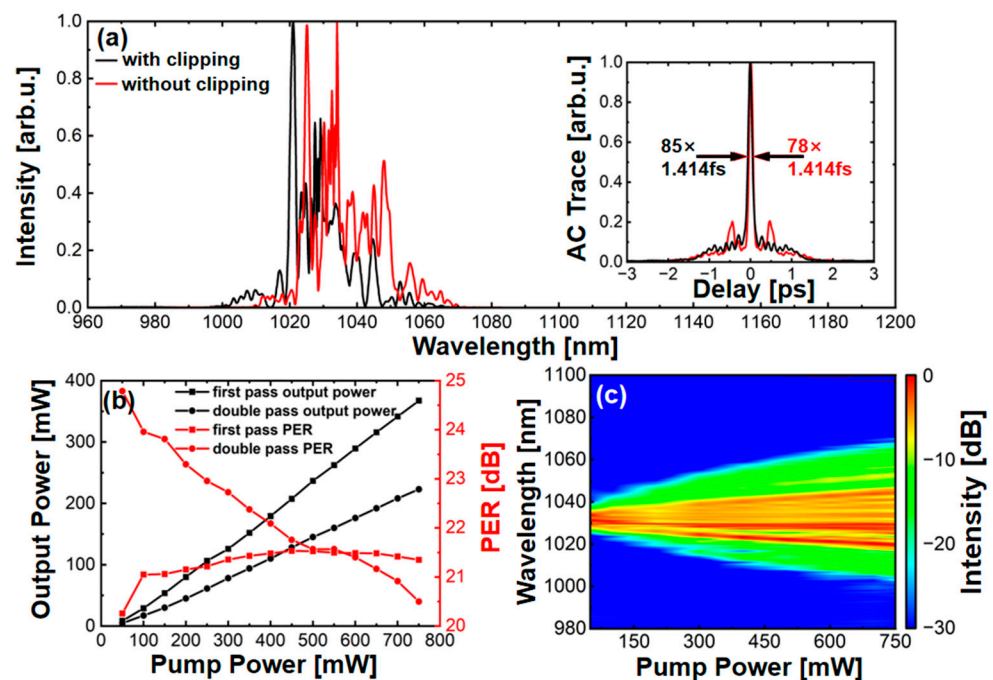 (a)
with clipping
without clipping
Intensity [arb.u.]
1.0
0.8
0.6
0.4
0.2
0.0
960 980 1000 1020 1040 1060 1080 1100 1120 1140 1160 1180 1200
Wavelength [nm]
AC Trace [arb.u.]
1.0
0.8
0.6
0.4
0.2
0.0
85×
1.414fs
78×
1.414fs
−3 −2 −1 0 1 2 3
Delay [ps]
(b)
first pass output power
double pass output power
first pass PER
double pass PER
Output Power [mW]
400
300
200
100
0
PER [dB]
25
24
23
22
21
20
0 100 200 300 400 500 600 700 800
Pump Power [mW]
(c)
Wavelength [nm]
1100
1080
1060
1040
1020
1000
980
150 300 450 600 750
Pump Power [mW]
Intensity [dB]
0
−10
−20
−30